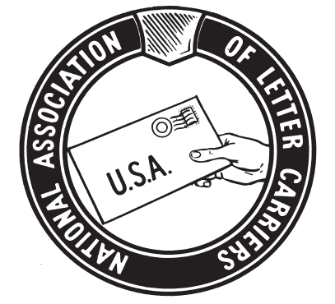 NATIONAL ASSOCIATION
OF LETTER CARRIERS
U.S.A.